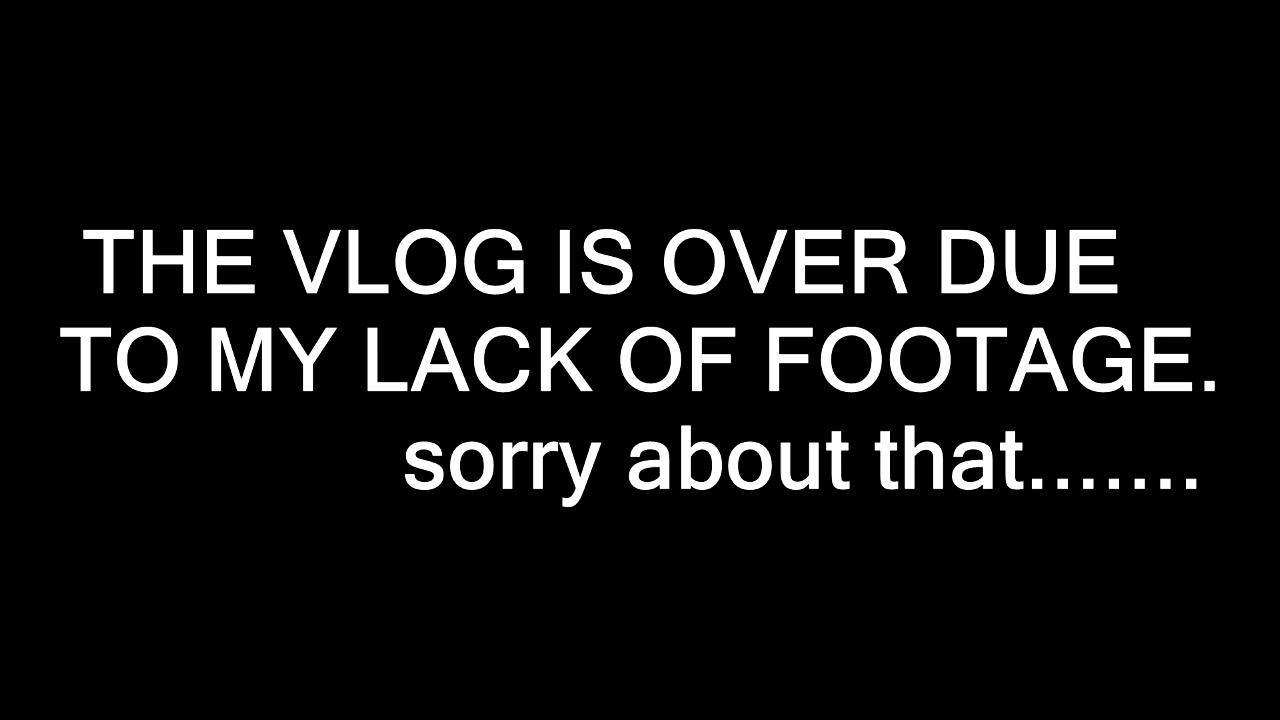 THE VLOG IS OVER DUE
TO MY LACK OF FOOTAGE.
sorry about that.......